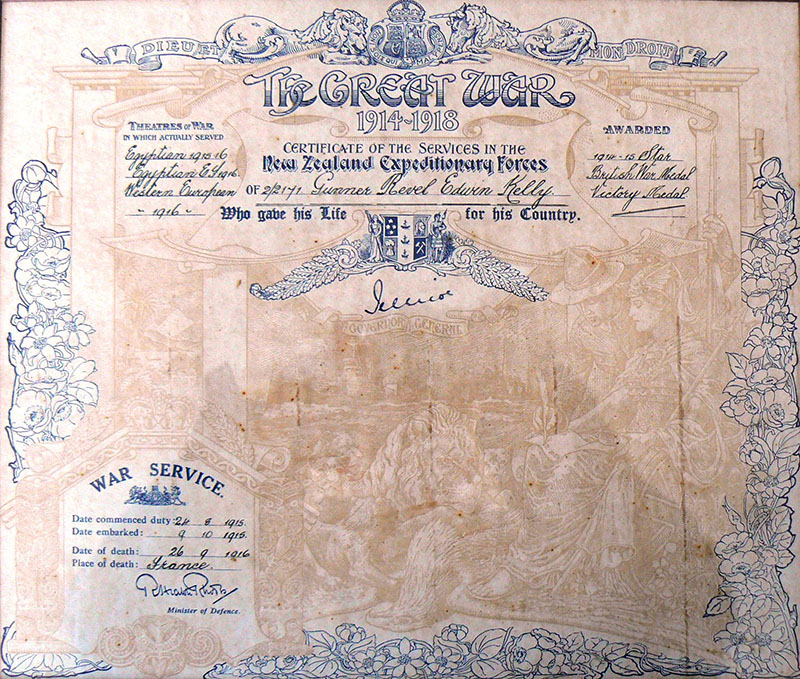 DIEU ET MON DROIT
THE GREAT WAR
1914-1918
CERTIFICATE OF THE SERVICES IN THE
New Zealand Expeditionary Forces
OF 2/2171 Gunner Revel Edwin Kelly
Who gave his Life for his Country.
THEATRES OF WAR
IN WHICH ACTUALLY SERVED
Egyptian 1915-16
Egyptian E.F. 1916.
Western European
- 1916 -
AWARDED
1914-15 Star
British War Medal
Victory Medal
Jellicoe
GOVERNOR GENERAL
WAR SERVICE.
Date commenced duty: 24 8 1915.
Date embarked: 9 10 1915.
Date of death: 26 9 1916
Place of death: France.
R Heaton Rhodes
Minister of Defence.